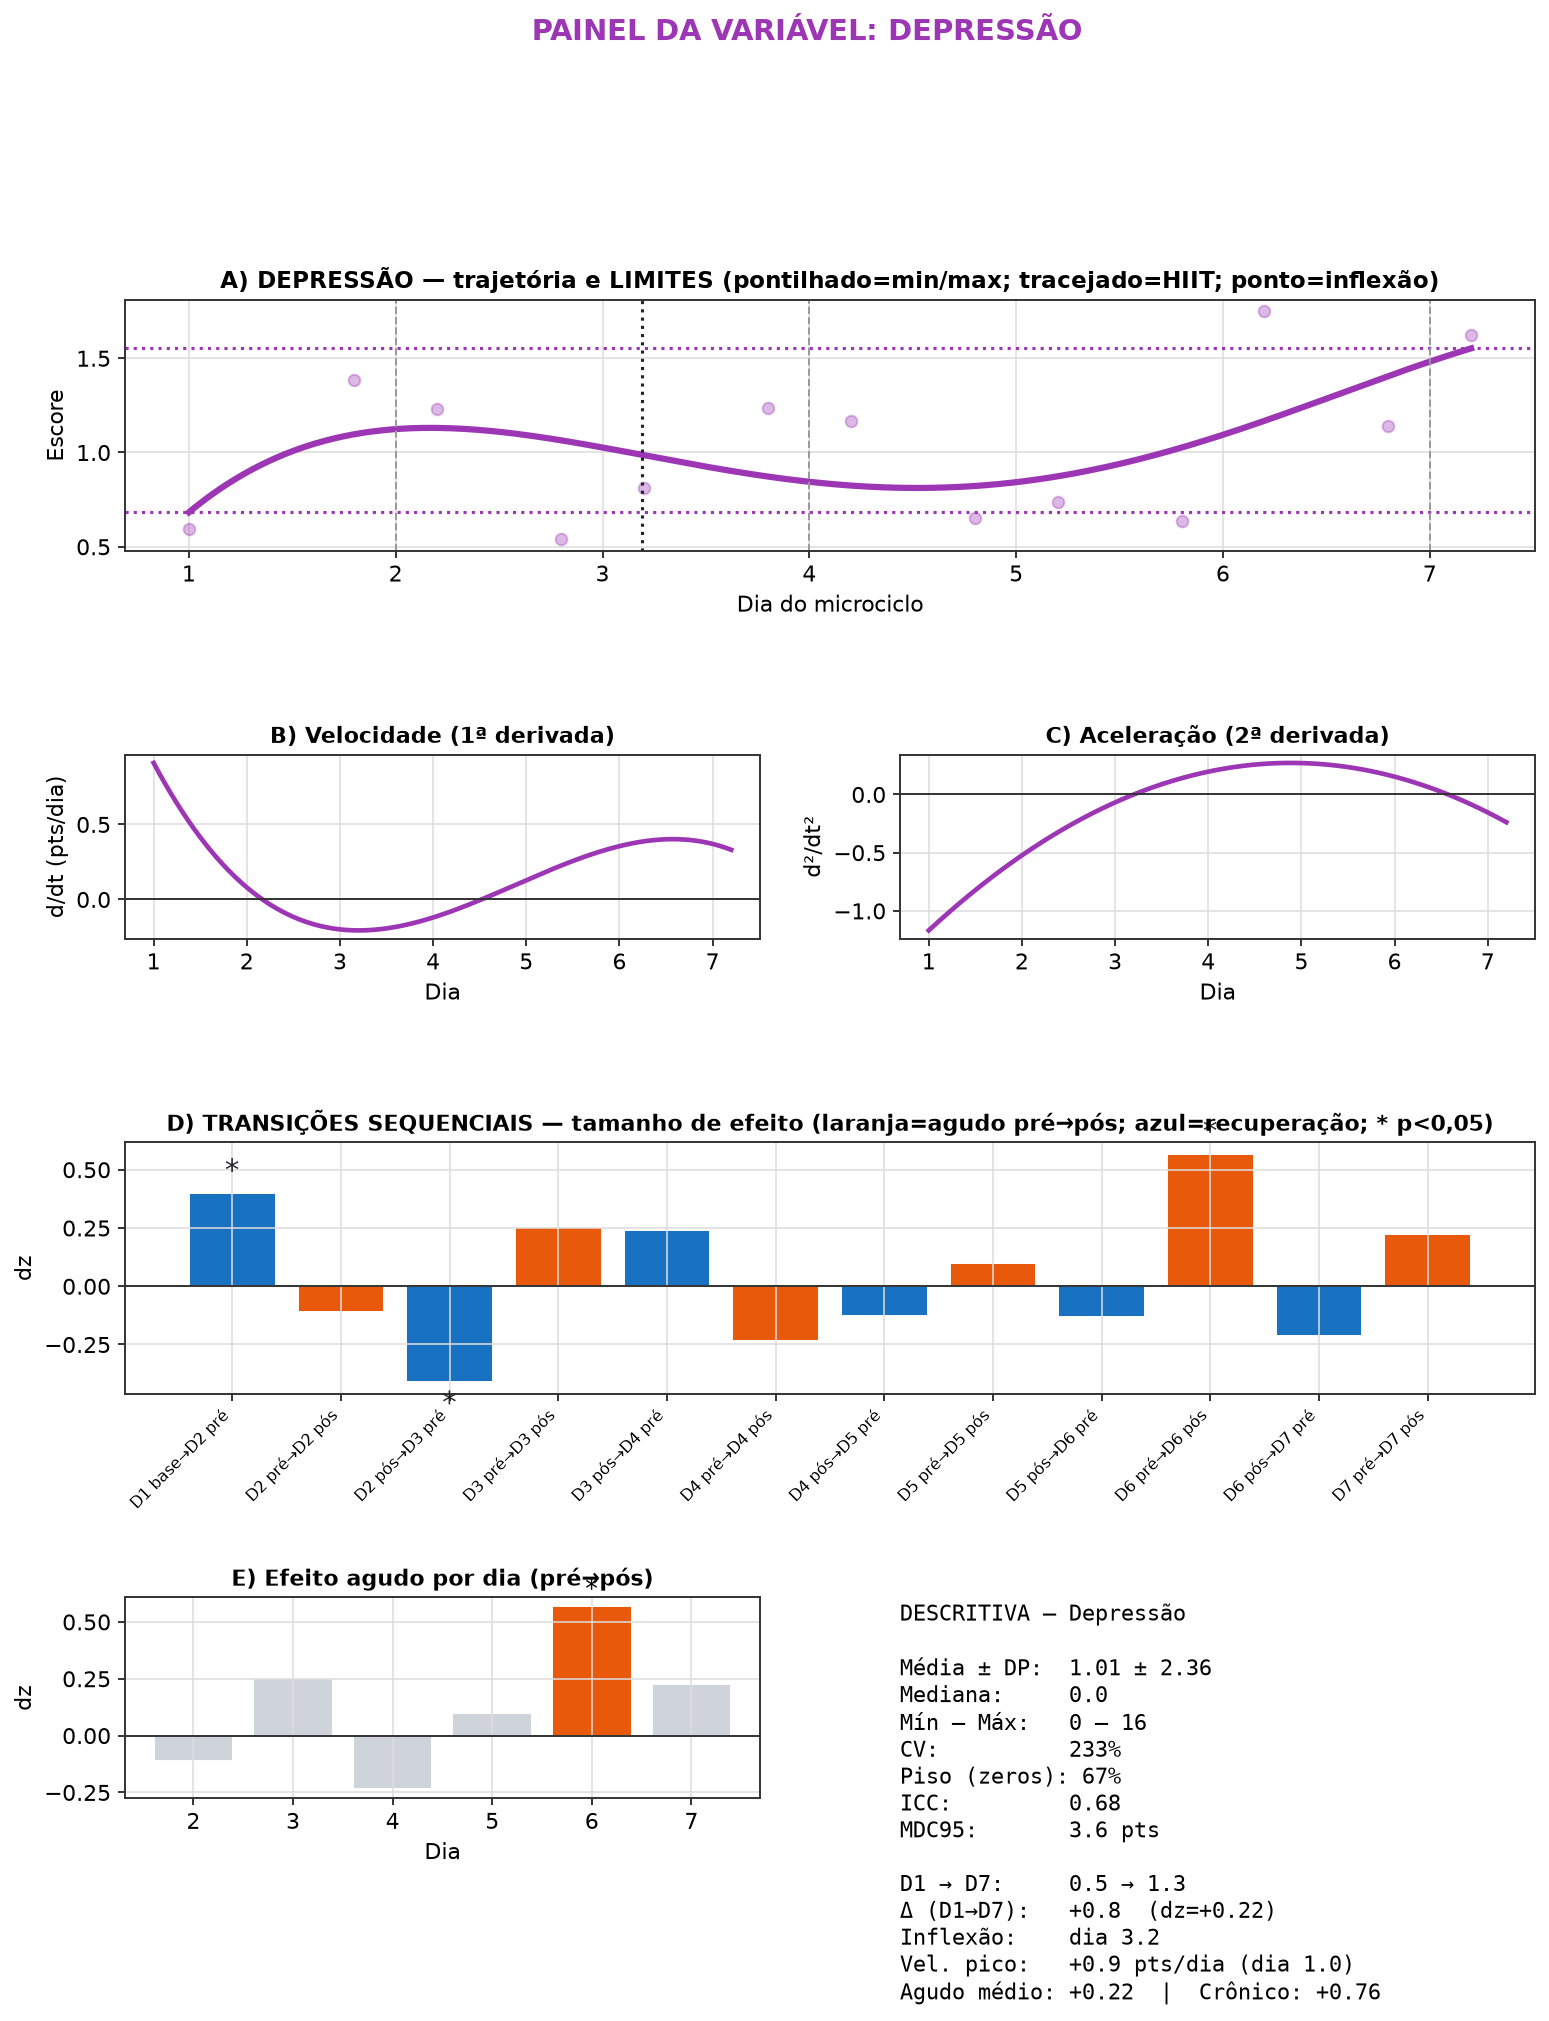 PAINEL DA VARIÁVEL: DEPRESSÃO
A) DEPRESSÃO — trajetória e LIMITES (pontilhado=min/max; tracejado=HIIT; ponto=inflexão)
Escore
1.5
1.0
0.5
1 2 3 4 5 6 7
Dia do microciclo
B) Velocidade (1ª derivada)
d/dt (pts/dia)
0.5
0.0
1 2 3 4 5 6 7
Dia
C) Aceleração (2ª derivada)
d²/dt²
0.0
−0.5
−1.0
1 2 3 4 5 6 7
Dia
D) TRANSIÇÕES SEQUENCIAIS — tamanho de efeito (laranja=agudo pré→pós; azul=recuperação; * p<0,05)
dz
0.50
0.25
0.00
−0.25
*
*
*
D1 base→D2 pré
D2 pré→D2 pós
D2 pós→D3 pré
D3 pré→D3 pós
D3 pós→D4 pré
D4 pré→D4 pós
D4 pós→D5 pré
D5 pré→D5 pós
D5 pós→D6 pré
D6 pré→D6 pós
D6 pós→D7 pré
D7 pré→D7 pós
E) Efeito agudo por dia (pré→pós)
*
dz
0.50
0.25
0.00
−0.25
2 3 4 5 6 7
Dia
DESCRITIVA — Depressão
Média ± DP: 1.01 ± 2.36
Mediana: 0.0
Mín – Máx: 0 – 16
CV: 233%
Piso (zeros): 67%
ICC: 0.68
MDC95: 3.6 pts
D1 → D7: 0.5 → 1.3
Δ (D1→D7): +0.8 (dz=+0.22)
Inflexão: dia 3.2
Vel. pico: +0.9 pts/dia (dia 1.0)
Agudo médio: +0.22 | Crônico: +0.76